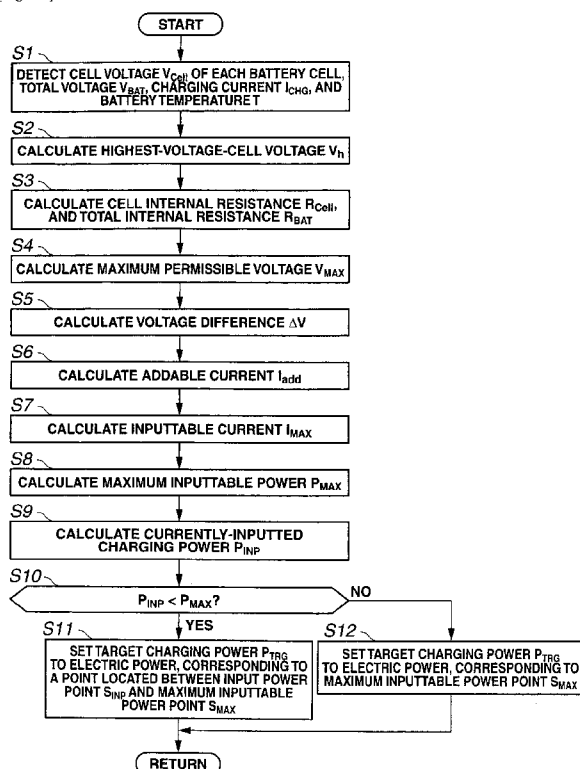 START
S1
DETECT CELL VOLTAGE VCell OF EACH BATTERY CELL,
TOTAL VOLTAGE VBAT, CHARGING CURRENT ICHG, AND
BATTERY TEMPERATURE T
S2
CALCULATE HIGHEST-VOLTAGE-CELL VOLTAGE Vh
S3
CALCULATE CELL INTERNAL RESISTANCE RCell,
AND TOTAL INTERNAL RESISTANCE RBAT
S4
CALCULATE MAXIMUM PERMISSIBLE VOLTAGE VMAX
S5
CALCULATE VOLTAGE DIFFERENCE ΔV
S6
CALCULATE ADDABLE CURRENT Iadd
S7
CALCULATE INPUTTABLE CURRENT IMAX
S8
CALCULATE MAXIMUM INPUTTABLE POWER PMAX
S9
CALCULATE CURRENTLY-INPUTTED
CHARGING POWER PINP
S10
PINP < PMAX?
NO
YES
S11
SET TARGET CHARGING POWER PTRG
TO ELECTRIC POWER, CORRESPONDING TO
A POINT LOCATED BETWEEN INPUT POWER
POINT SINP AND MAXIMUM INPUTTABLE
POWER POINT SMAX
S12
SET TARGET CHARGING POWER PTRG
TO ELECTRIC POWER, CORRESPONDING TO
MAXIMUM INPUTTABLE POWER POINT SMAX
RETURN